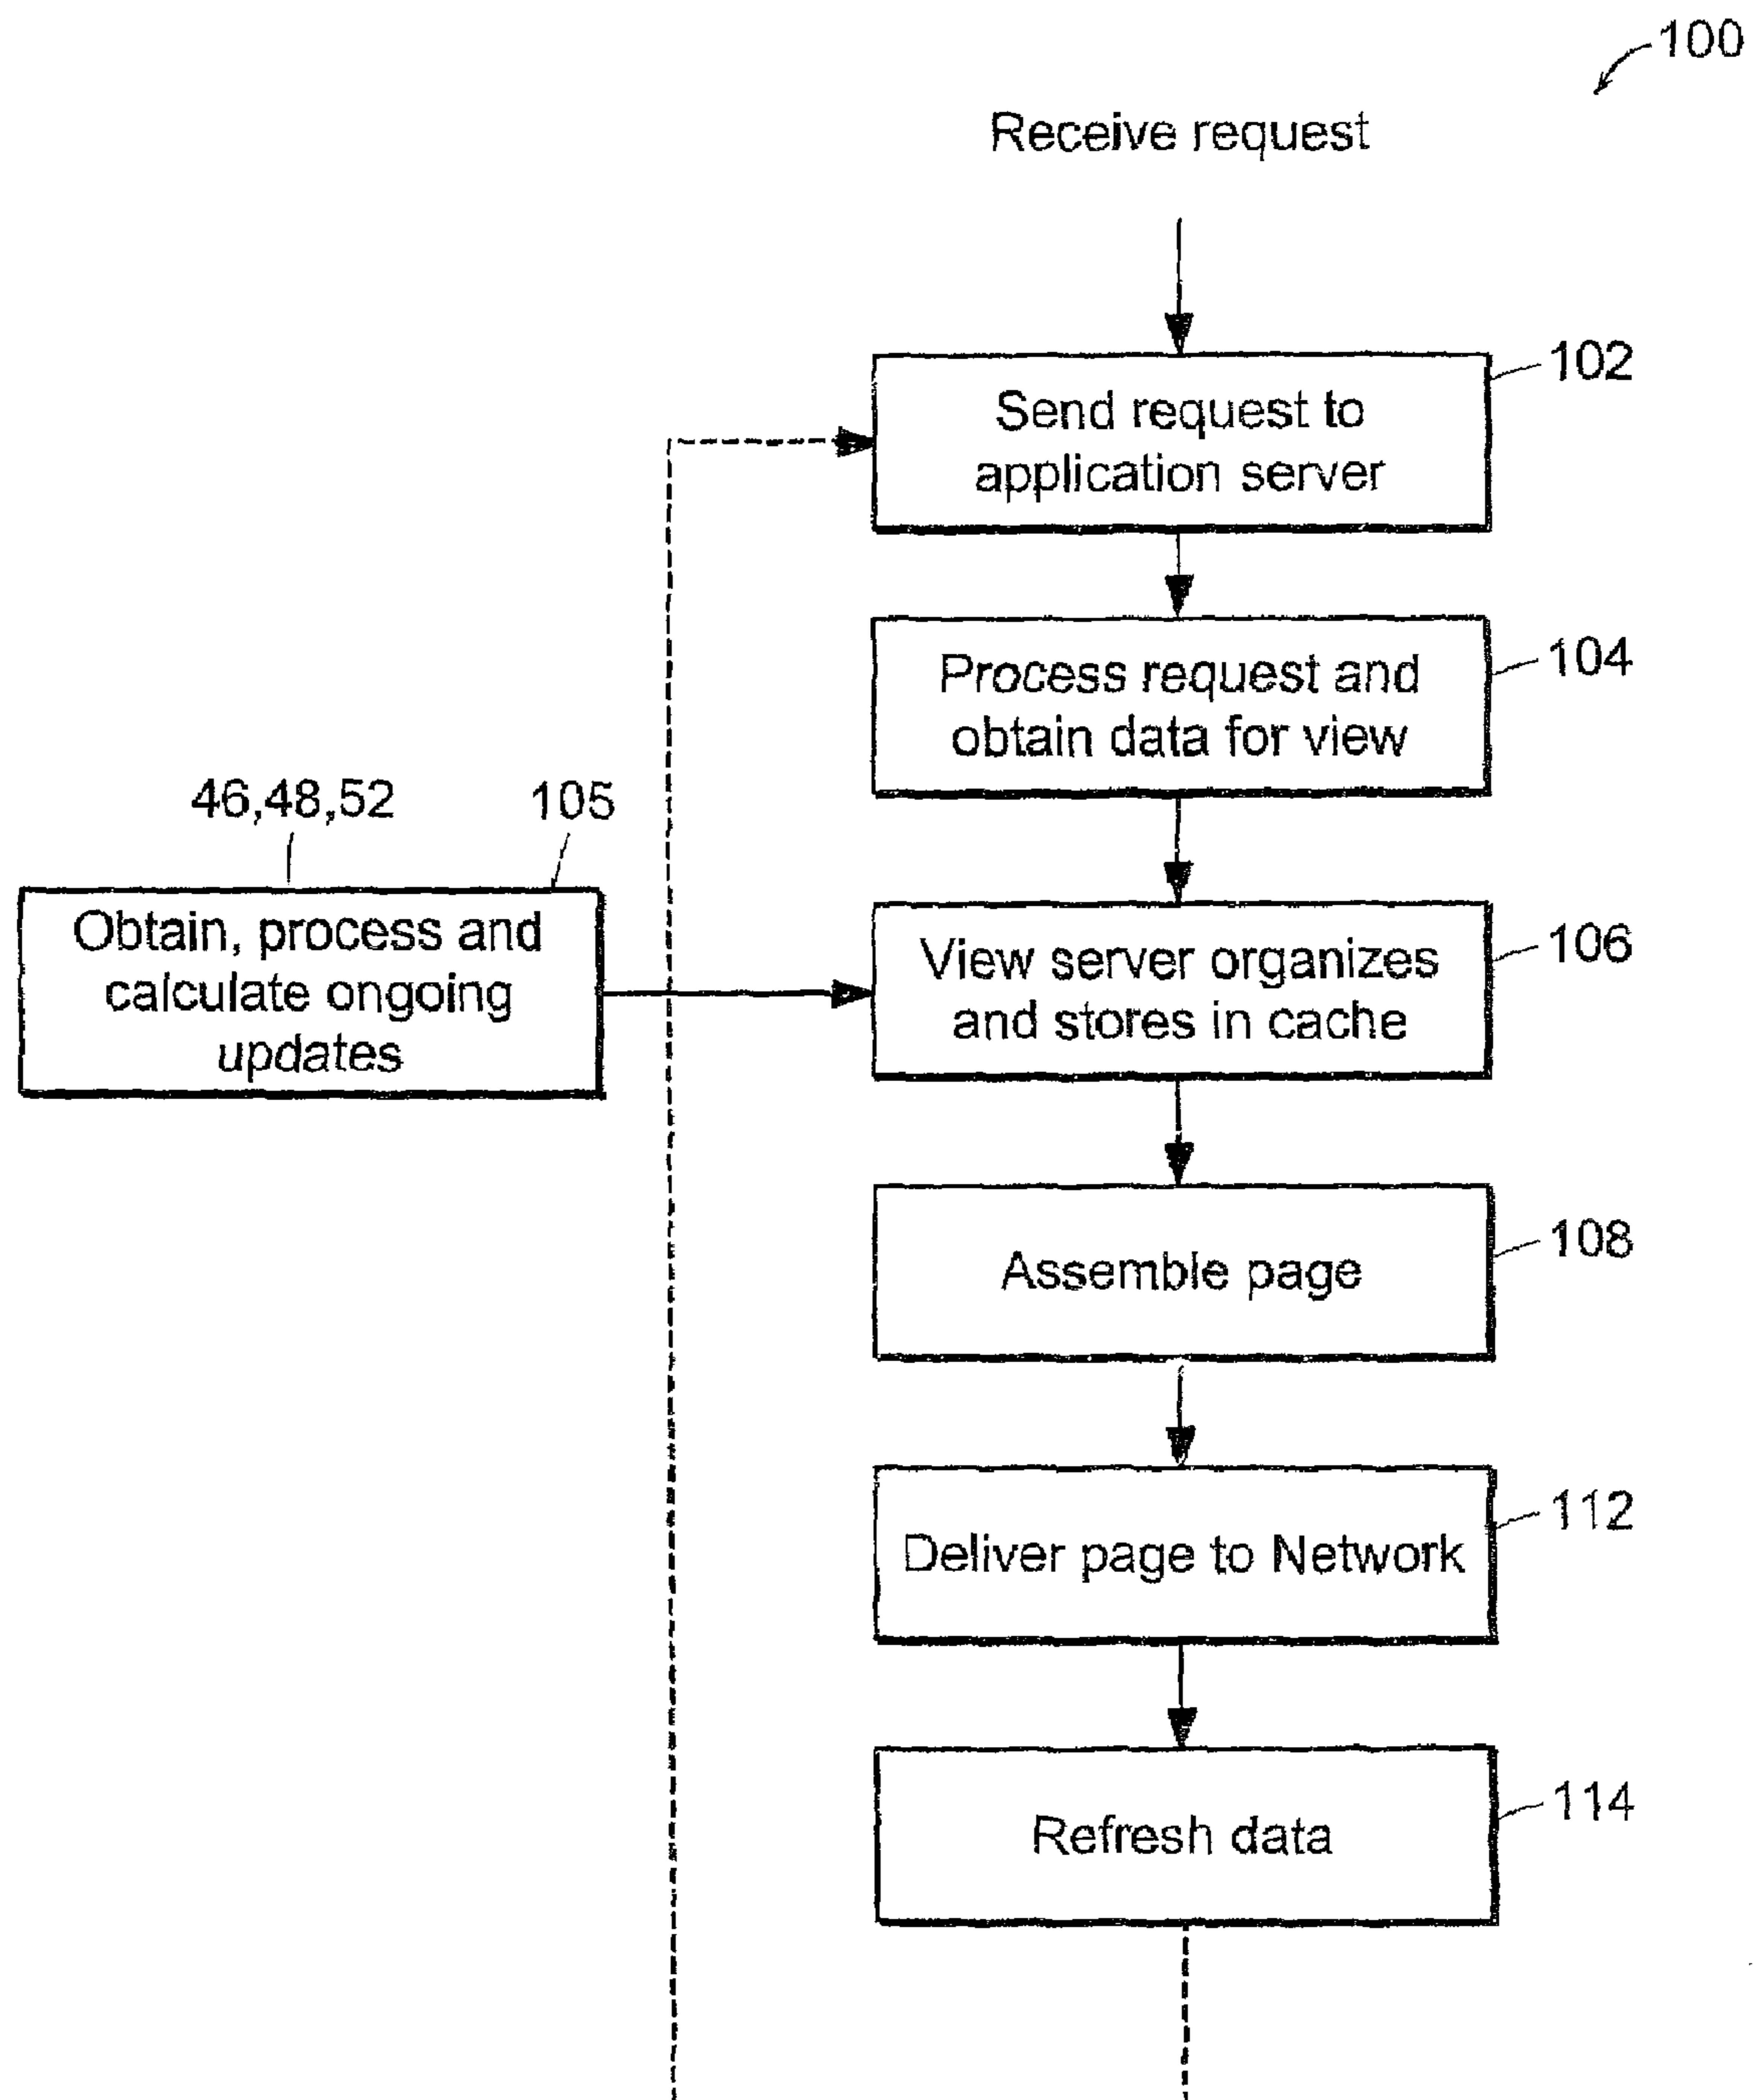 100
Receive request
102
Send request to
application server
104
Process request and
obtain data for view
46,48,52
105
Obtain, process and
calculate ongoing
updates
106
View server organizes
and stores in cache
108
Assemble page
112
Deliver page to Network
114
Refresh data